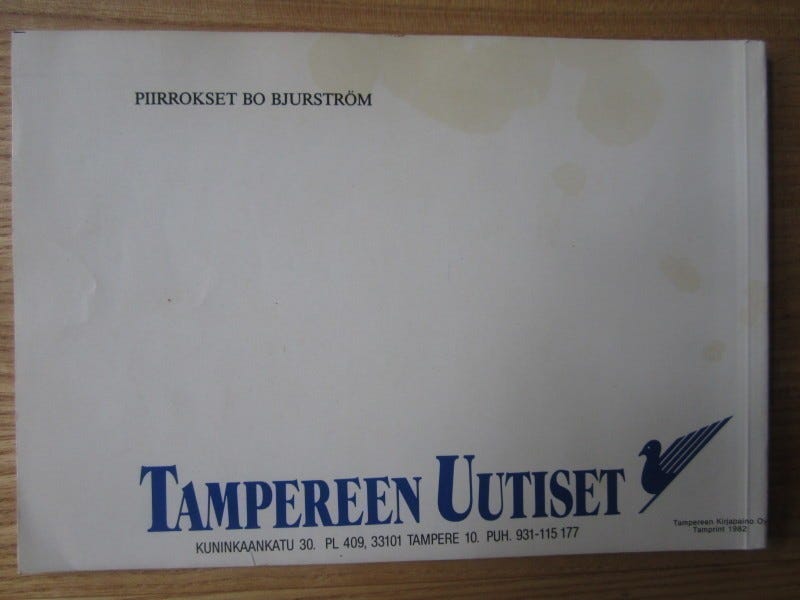 PIIRROKSET BO BJURSTRÖM
TAMPEREEN UUTISET
KUNINKAANKATU 30. PL 409, 33101 TAMPERE 10. PUH. 931-115 177
Tampereen Kirjapaino Oy
Tamprint 1982